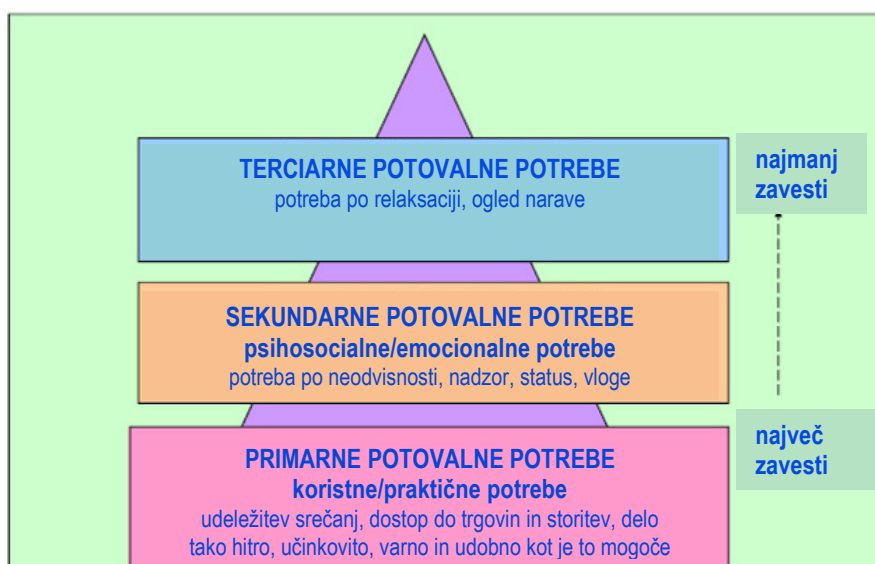 TERCIARNE POTOVALNE POTREBE
potreba po relaksaciji, ogled narave
najmanj
zavesti
SEKUNDARNE POTOVALNE POTREBE
psihosocialne/emocionalne potrebe
potreba po neodvisnosti, nadzor, status, vloge
največ
zavesti
PRIMARNE POTOVALNE POTREBE
koristne/praktične potrebe
udeležitev srečanj, dostop do trgovin in storitev, delo
tako hitro, učinkovito, varno in udobno kot je to mogoče